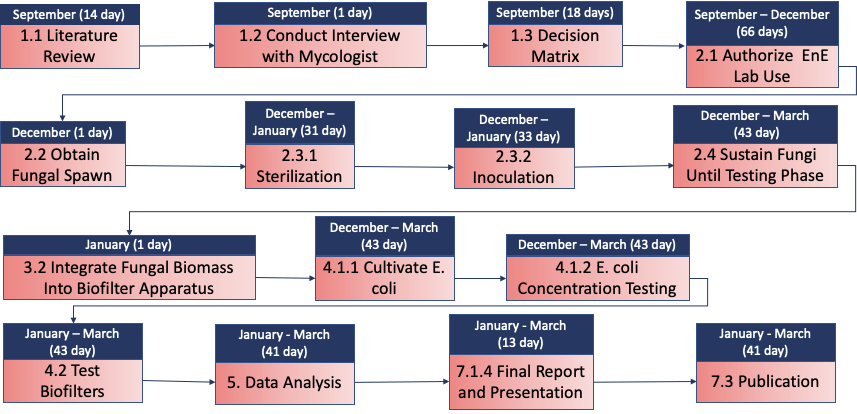 September (14 day)
1.1 Literature
Review
September (1 day)
1.2 Conduct Interview
with Mycologist
September (18 days)
1.3 Decision
Matrix
September – December
(66 days)
2.1 Authorize EnE
Lab Use
December (1 day)
2.2 Obtain
Fungal Spawn
December –
January (31 day)
2.3.1
Sterilization
December –
January (33 day)
2.3.2
Inoculation
December – March
(43 day)
2.4 Sustain Fungi
Until Testing Phase
January (1 day)
3.2 Integrate Fungal Biomass
Into Biofilter Apparatus
December – March
(43 day)
4.1.1 Cultivate E.
coli
December – March (43 day)
4.1.2 E. coli
Concentration Testing
January – March
(43 day)
4.2 Test
Biofilters
January - March
(41 day)
5. Data Analysis
January - March
(13 day)
7.1.4 Final Report
and Presentation
January - March
(41 day)
7.3 Publication